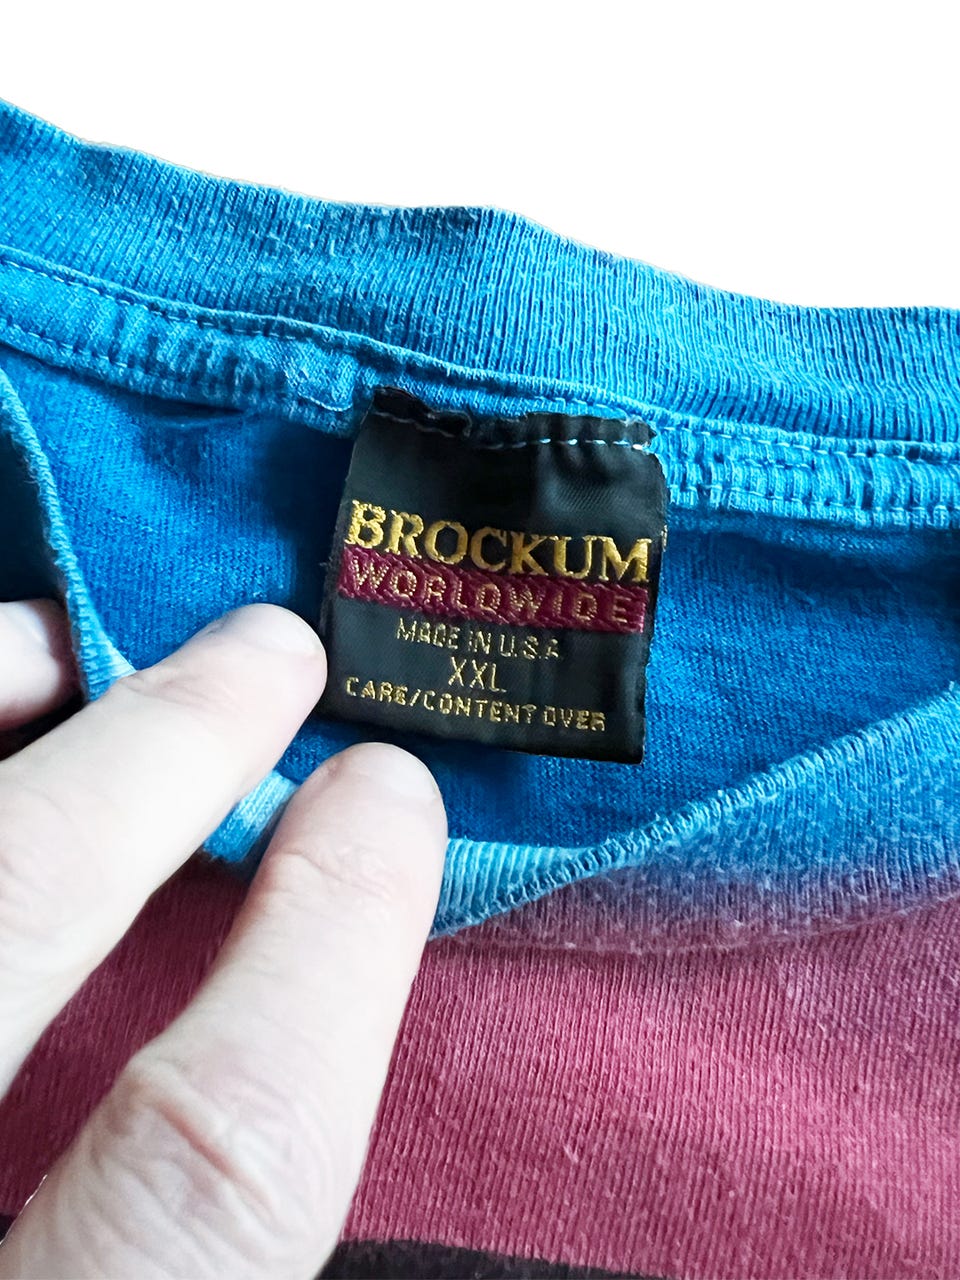 BROCKUM
WORLDWIDE
MADE IN U.S.A.
XXL
CARE/CONTENT OVER